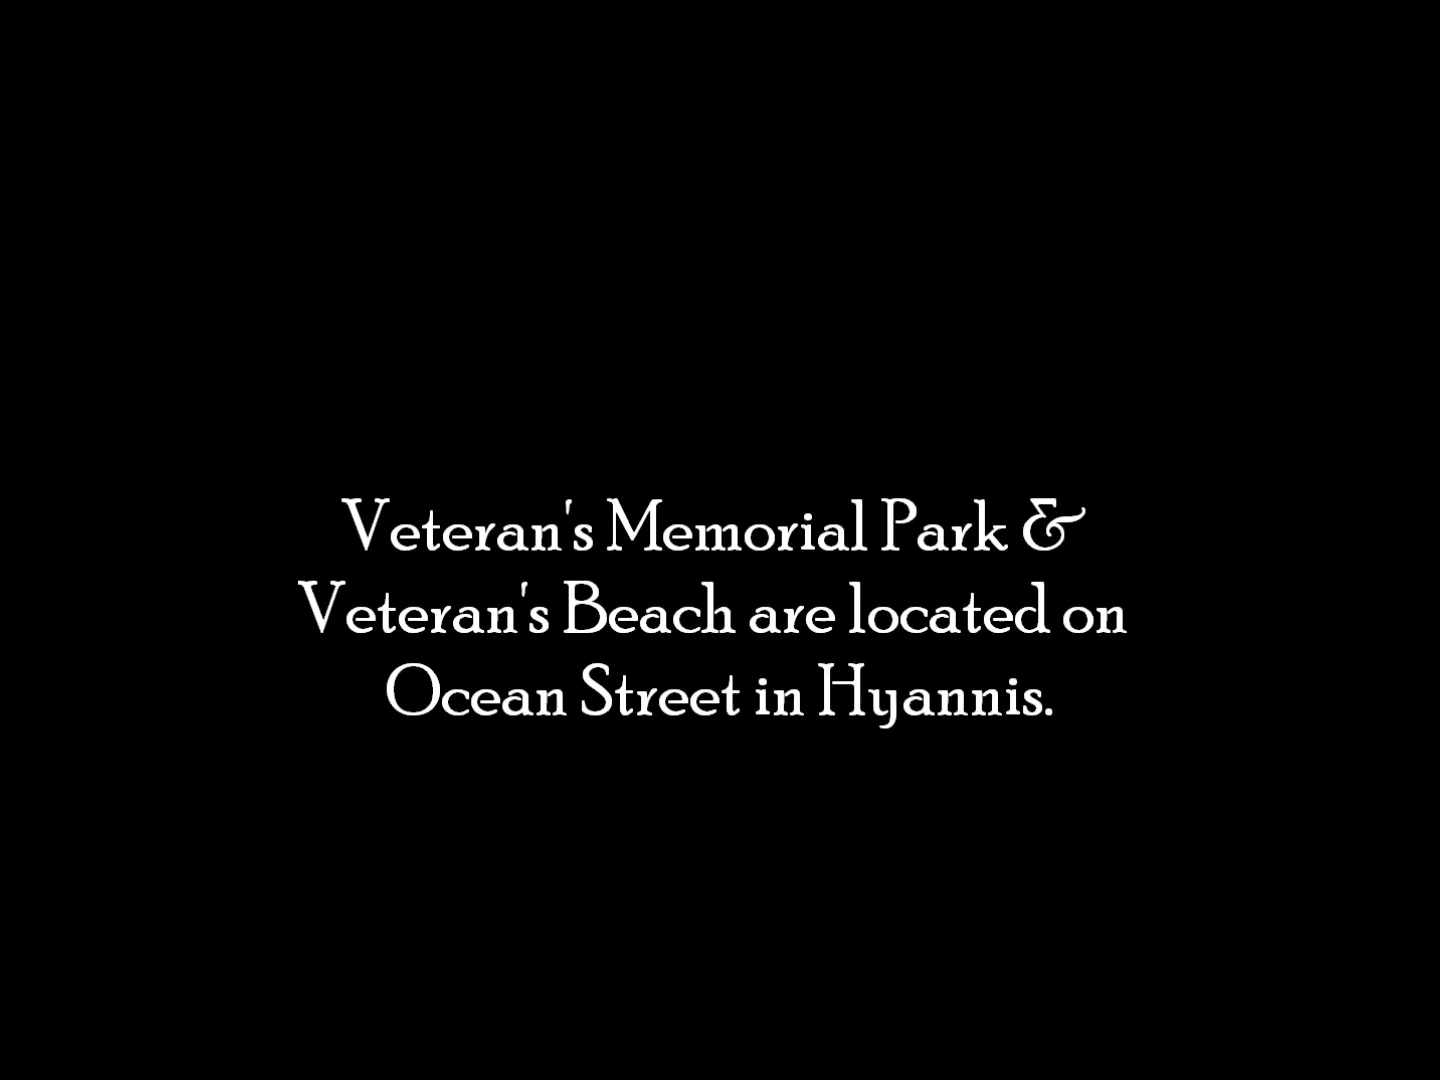 Veteran's Memorial Park &
Veteran's Beach are located on
Ocean Street in Hyannis.